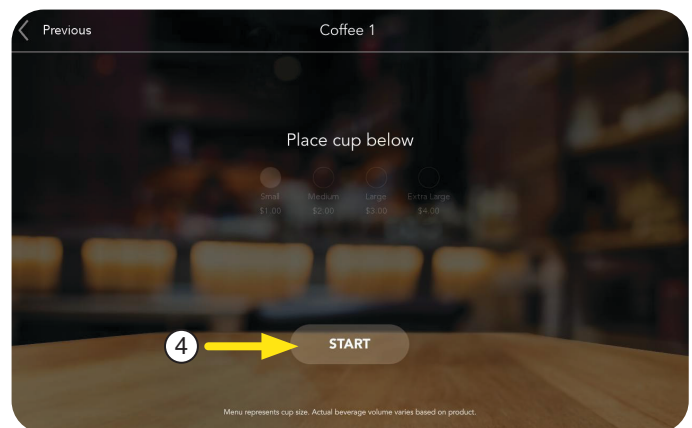 Previous
Coffee 1
Place cup below
Small Medium Large Extra Large
$1.00 $2.00 $3.00 $4.00
4
START
Menu represents cup size. Actual beverage volume varies based on product.